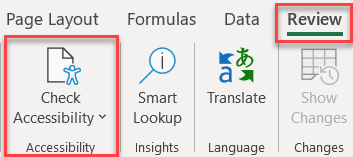 Page Layout Formulas Data Review
Check Accessibility
Smart Lookup
Translate
Show Changes
Accessibility Insights Language Changes